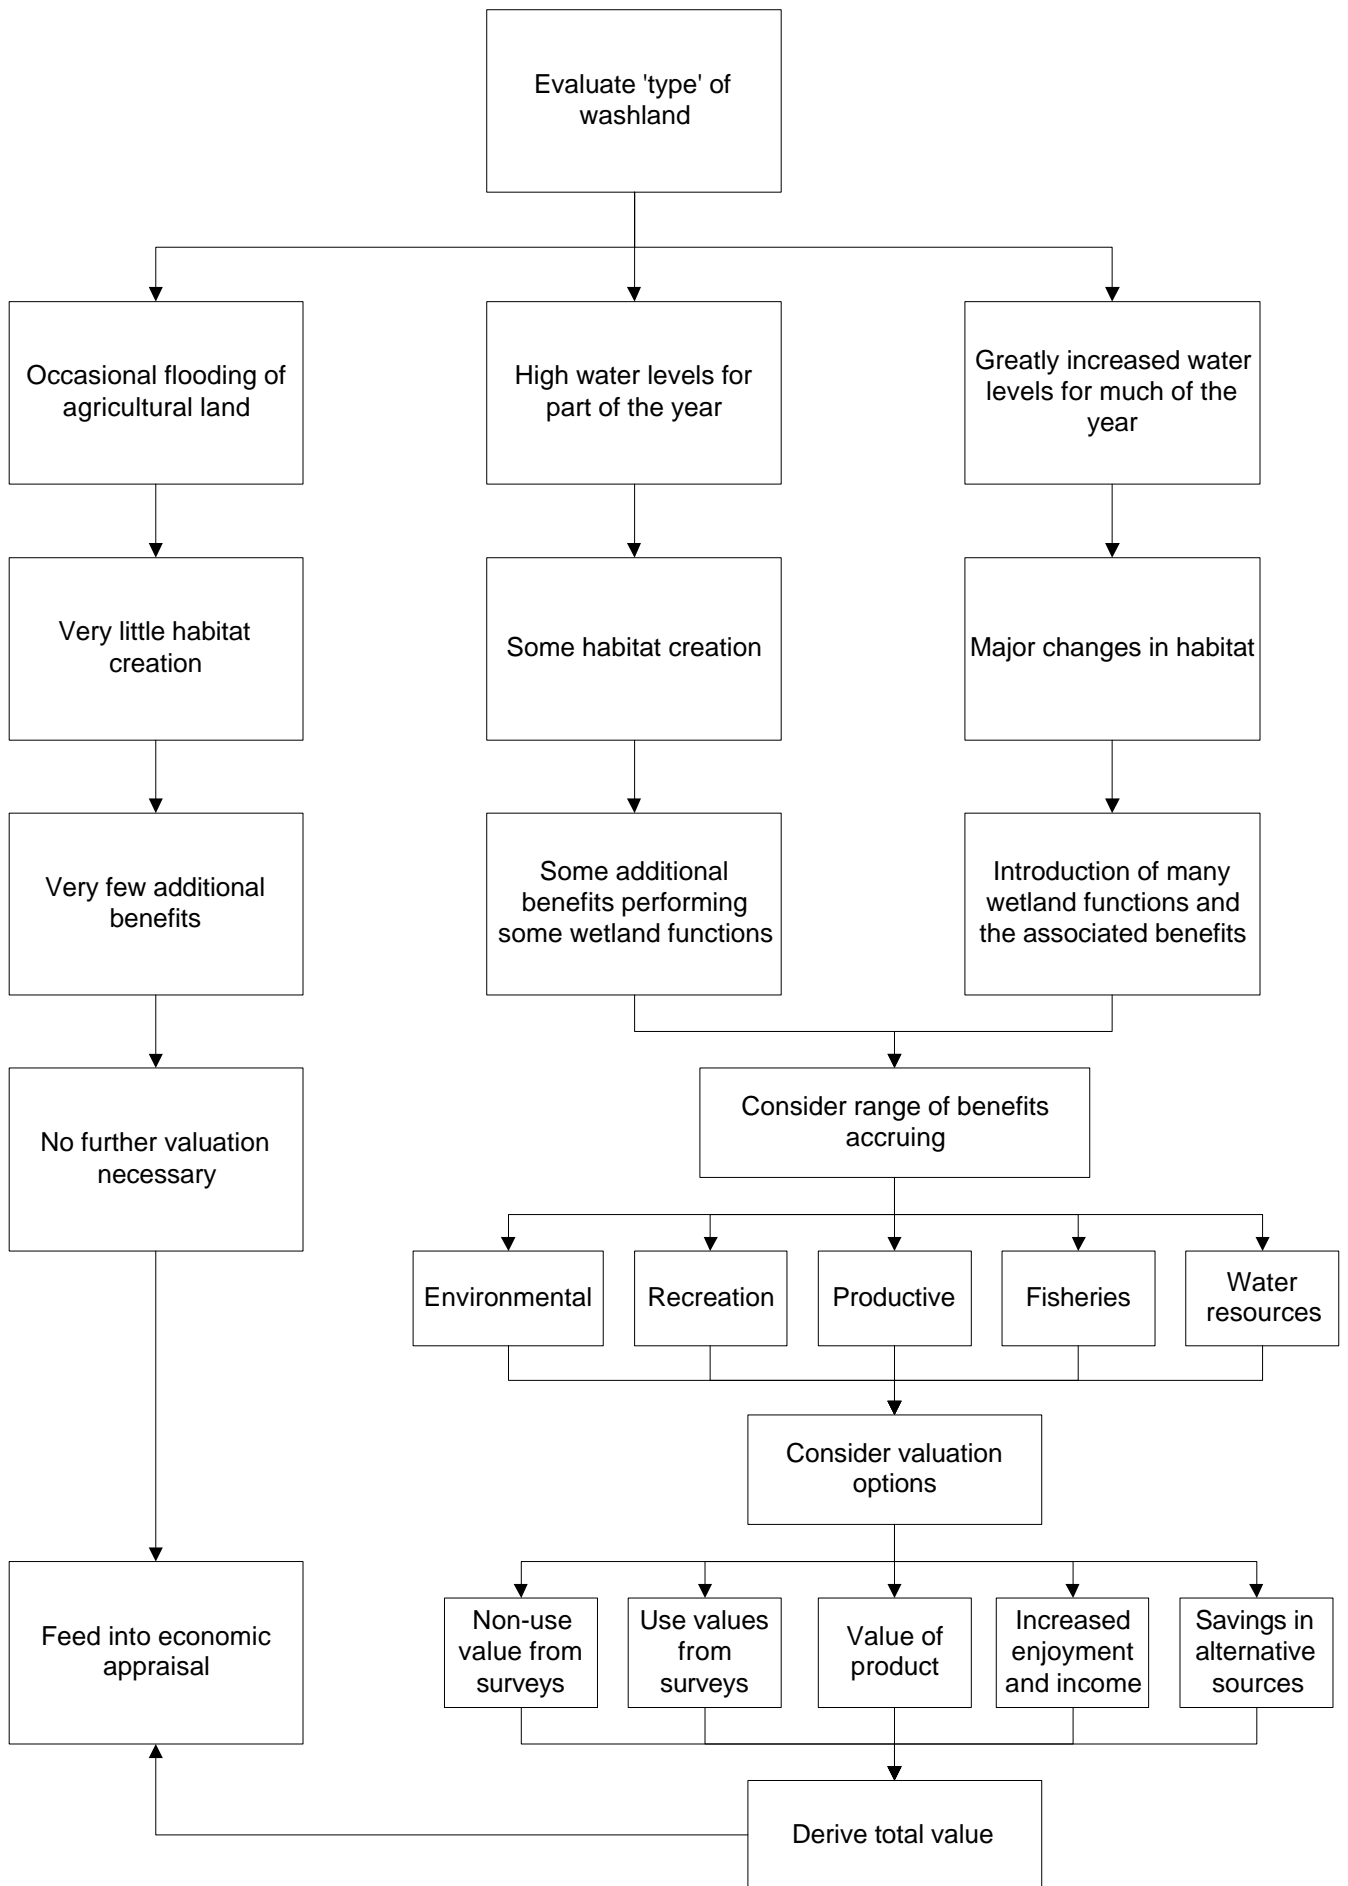 Evaluate 'type' of
washland
Occasional flooding of
agricultural land
High water levels for
part of the year
Greatly increased water
levels for much of the
year
Very little habitat
creation
Some habitat creation
Major changes in habitat
Very few additional
benefits
Some additional
benefits performing
some wetland functions
Introduction of many
wetland functions and
the associated benefits
No further valuation
necessary
Consider range of benefits
accruing
Environmental
Recreation
Productive
Fisheries
Water
resources
Consider valuation
options
Feed into economic
appraisal
Non-use
value from
surveys
Use values
from
surveys
Value of
product
Increased
enjoyment
and income
Savings in
alternative
sources
Derive total value